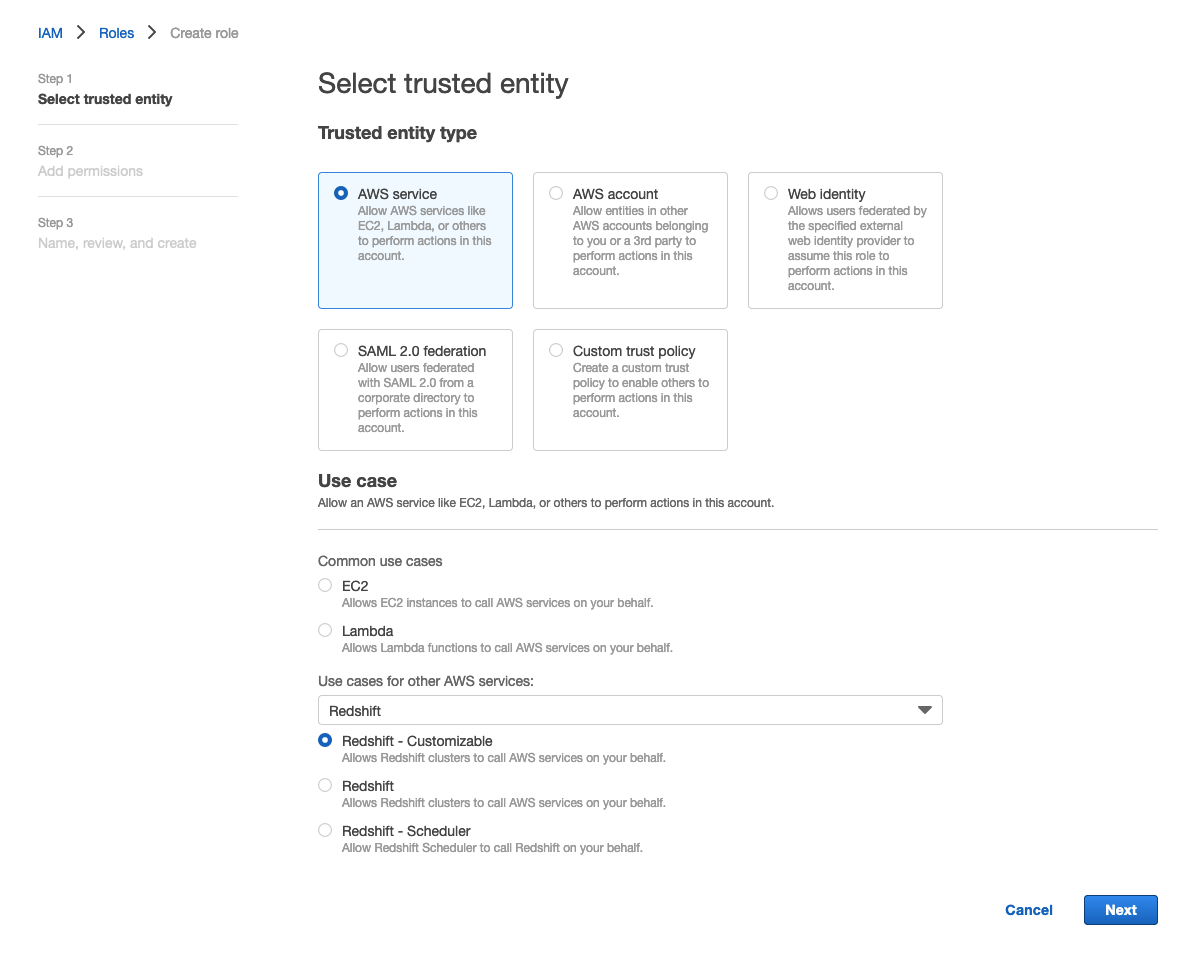 IAM > Roles > Create role
Step 1
Select trusted entity
Step 2
Add permissions
Step 3
Name, review, and create
Select trusted entity
Trusted entity type
AWS service
Allow AWS services like
EC2, Lambda, or others
to perform actions in this
account.
AWS account
Allow entities in other
AWS accounts belonging
to you or a 3rd party to
perform actions in this
account.
Web identity
Allows users federated by
the specified external
web identity provider to
assume this role to
perform actions in this
account.
SAML 2.0 federation
Allow users federated
with SAML 2.0 from a
corporate directory to
perform actions in this
account.
Custom trust policy
Create a custom trust
policy to enable others to
perform actions in this
account.
Use case
Allow an AWS service like EC2, Lambda, or others to perform actions in this account.
Common use cases
EC2
Allows EC2 instances to call AWS services on your behalf.
Lambda
Allows Lambda functions to call AWS services on your behalf.
Use cases for other AWS services:
Redshift
Redshift - Customizable
Allows Redshift clusters to call AWS services on your behalf.
Redshift
Allows Redshift clusters to call AWS services on your behalf.
Redshift - Scheduler
Allow Redshift Scheduler to call Redshift on your behalf.
Cancel
Next